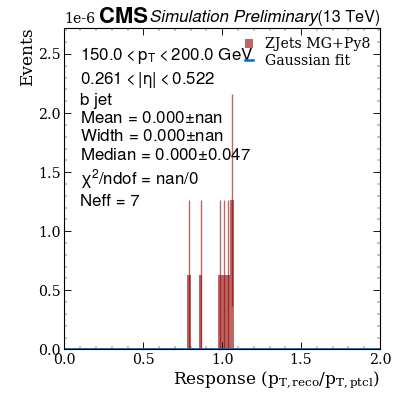 1e-6 CMS Simulation Preliminary (13 TeV)
Events
2.5
2.0
1.5
1.0
0.5
0.0
150.0 < pT < 200.0 GeV
0.261 < |η| < 0.522
b jet
Mean = 0.000±nan
Width = 0.000±nan
Median = 0.000±0.047
χ²/ndof = nan/0
Neff = 7
ZJets MG+Py8
Gaussian fit
0.0 0.5 1.0 1.5 2.0
Response (pT,reco/pT,ptcl)